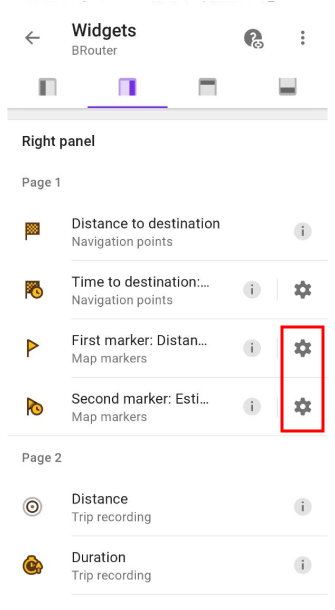 Widgets
BRouter
Right panel
Page 1
Distance to destination
Navigation points
Time to destination:...
Navigation points
First marker: Distan...
Map markers
Second marker: Esti...
Map markers
Page 2
Distance
Trip recording
Duration
Trip recording